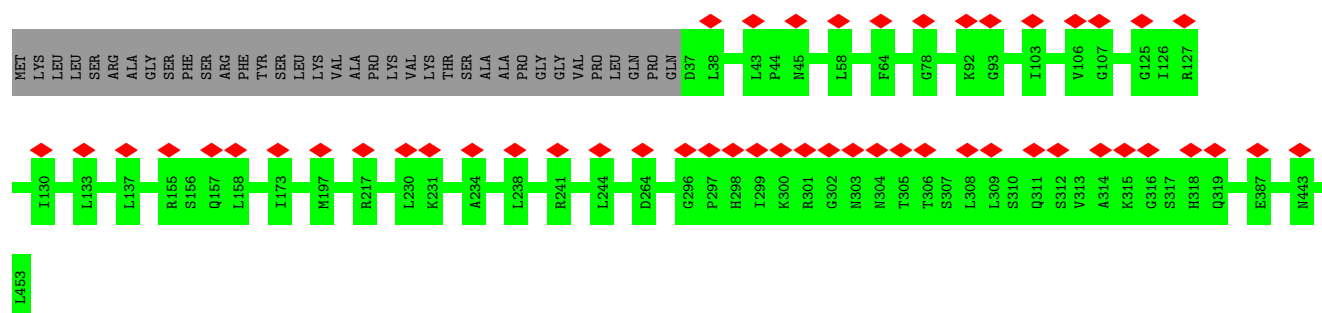 MET LYS LEU LEU SER ARG ALA GLY SER PHE SER ARG PHE TYR SER LEU LYS VAL ALA PRO LYS VAL LYS THR SER ALA ALA PRO GLY GLY VAL PRO LEU GLN PRO GLN D37 L38 L43 P44 N45 L58 F64 G78 K92 G93 I103 V106 G107 G125 I126 R127
I130 L133 L137 R155 S156 Q157 L158 I173 M197 R217 L230 K231 A234 L238 R241 L244 D264 G296 P297 H298 I299 K300 R301 G302 N303 N304 T305 T306 S307 L308 L309 S310 Q311 S312 V313 A314 K315 G316 S317 H318 Q319 E387 N443
L453